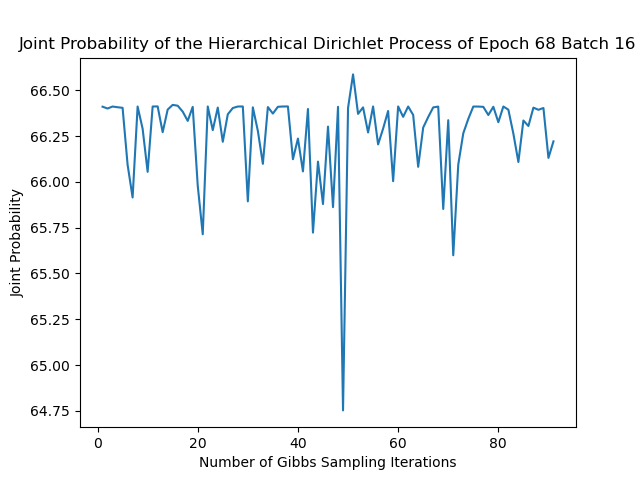 Joint Probability of the Hierarchical Dirichlet Process of Epoch 68 Batch 16
66.50
66.25
66.00
65.75
65.50
65.25
65.00
64.75
Joint Probability
0 20 40 60 80
Number of Gibbs Sampling Iterations